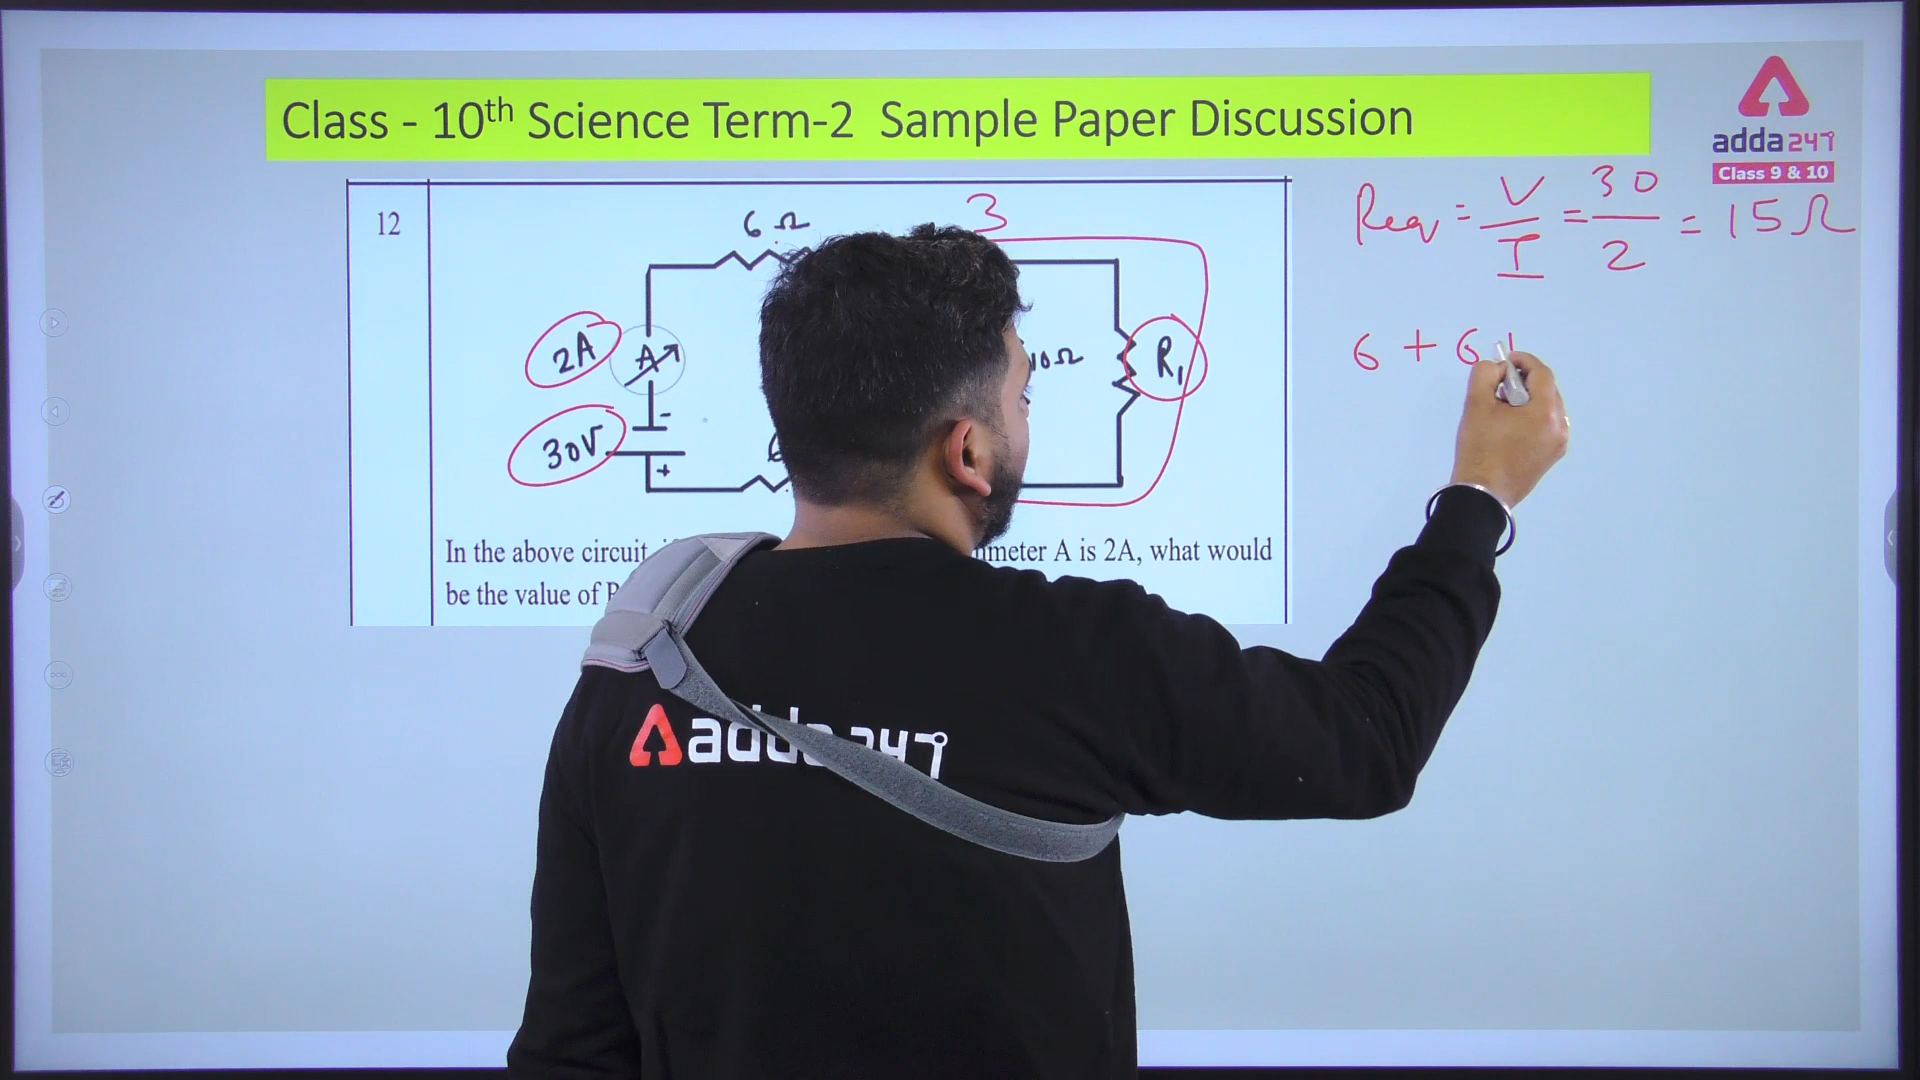 Class - 10th Science Term-2 Sample Paper Discussion
adda247
Class 9 & 10
12
6 Ω
3
2A
A
30V
-
+
10Ω
R1
In the above circuit, ammeter A is 2A, what would
be the value of
Req = V/I = 30/2 = 15Ω
6 + 6 +
adda247